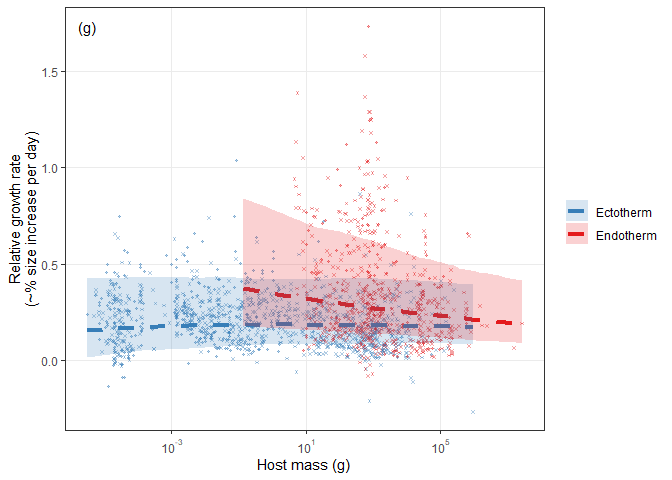 (g)
Relative growth rate
(~% size increase per day)
1.5
1.0
0.5
0.0
10⁻³
10¹
10⁵
Host mass (g)
Ectotherm
Endotherm